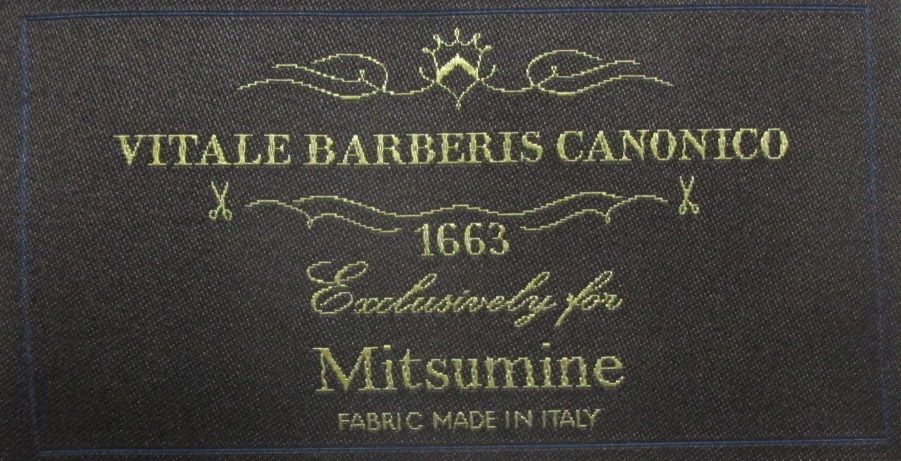 VITALE BARBERIS CANONICO
1663
Exclusively for
Mitsumine
FABRIC MADE IN ITALY